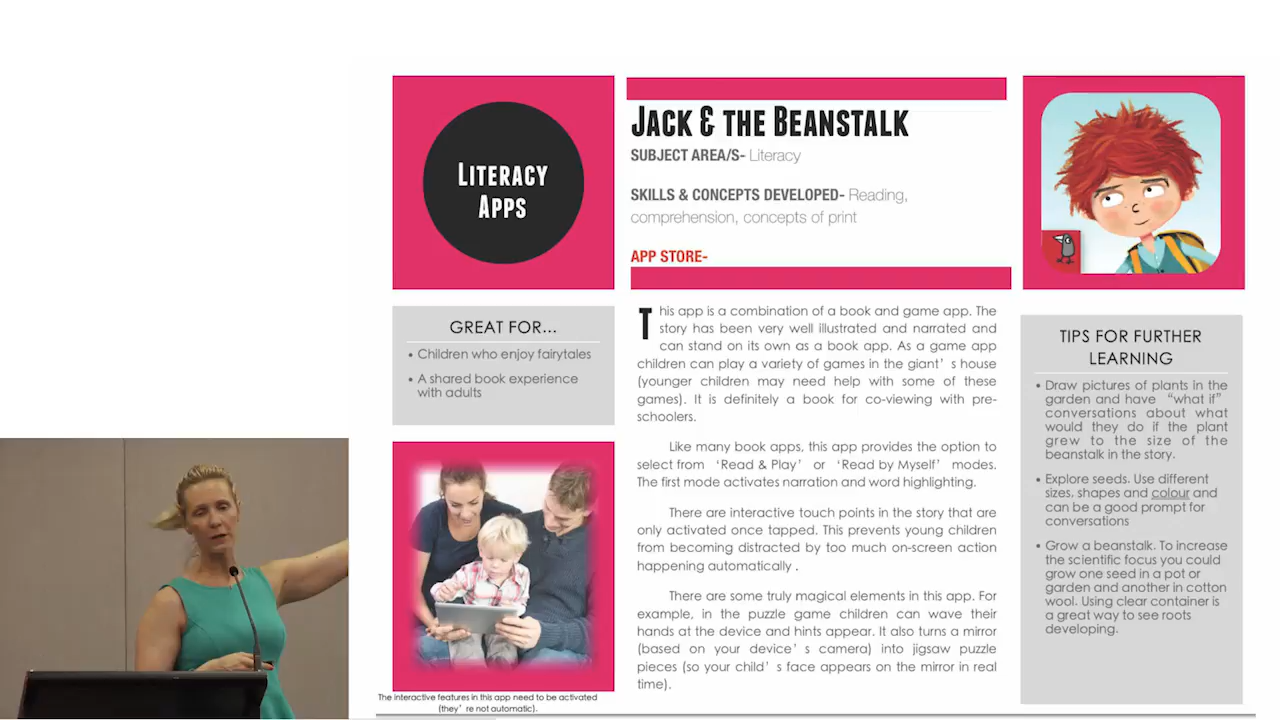 LITERACY
APPS
JACK & THE BEANSTALK
SUBJECT AREA/S- Literacy
SKILLS & CONCEPTS DEVELOPED- Reading,
comprehension, concepts of print
APP STORE-
GREAT FOR...
• Children who enjoy fairytales
• A shared book experience
with adults
The interactive features in this app need to be activated
(they' re not automatic).
This app is a combination of a book and game app. The
story has been very well illustrated and narrated and
can stand on its own as a book app. As a game app
children can play a variety of games in the giant' s house
(younger children may need help with some of these
games). It is definitely a book for co-viewing with pre-
schoolers.
Like many book apps, this app provides the option to
select from 'Read & Play' or 'Read by Myself' modes.
The first mode activates narration and word highlighting.
There are interactive touch points in the story that are
only activated once tapped. This prevents young children
from becoming distracted by too much on-screen action
happening automatically .
There are some truly magical elements in this app. For
example, in the puzzle game children can wave their
hands at the device and hints appear. It also turns a mirror
(based on your device' s camera) into jigsaw puzzle
pieces (so your child' s face appears on the mirror in real
time).
TIPS FOR FURTHER
LEARNING
• Draw pictures of plants in the
garden and have "what if"
conversations about what
would they do if the plant
grew to the size of the
beanstalk in the story.
• Explore seeds. Use different
sizes, shapes and colour and
can be a good prompt for
conversations
• Grow a beanstalk. To increase
the scientific focus you could
grow one seed in a pot or
garden and another in cotton
wool. Using clear container is
a great way to see roots
developing.